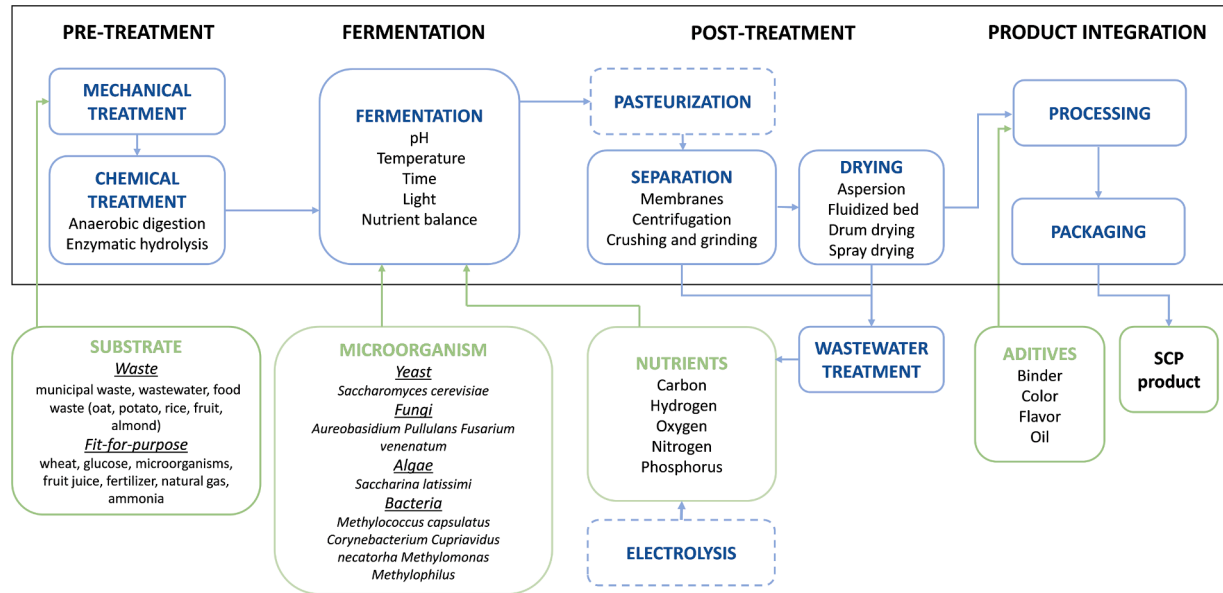 PRE-TREATMENT
FERMENTATION
POST-TREATMENT
PRODUCT INTEGRATION
MECHANICAL
TREATMENT
CHEMICAL
TREATMENT
Anaerobic digestion
Enzymatic hydrolysis
FERMENTATION
pH
Temperature
Time
Light
Nutrient balance
PASTEURIZATION
SEPARATION
Membranes
Centrifugation
Crushing and grinding
DRYING
Aspersion
Fluidized bed
Drum drying
Spray drying
PROCESSING
PACKAGING
SUBSTRATE
Waste
municipal waste, wastewater, food
waste (oat, potato, rice, fruit,
almond)
Fit-for-purpose
wheat, glucose, microorganisms,
fruit juice, fertilizer, natural gas,
ammonia
MICROORGANISM
Yeast
Saccharomyces cerevisiae
Fungi
Aureobasidium Pullulans Fusarium
venenatum
Algae
Saccharina latissimi
Bacteria
Methylococcus capsulatus
Corynebacterium Cupriavidus
necatorha Methylomonas
Methylophilus
NUTRIENTS
Carbon
Hydrogen
Oxygen
Nitrogen
Phosphorus
ELECTROLYSIS
WASTEWATER
TREATMENT
ADITIVES
Binder
Color
Flavor
Oil
SCP
product